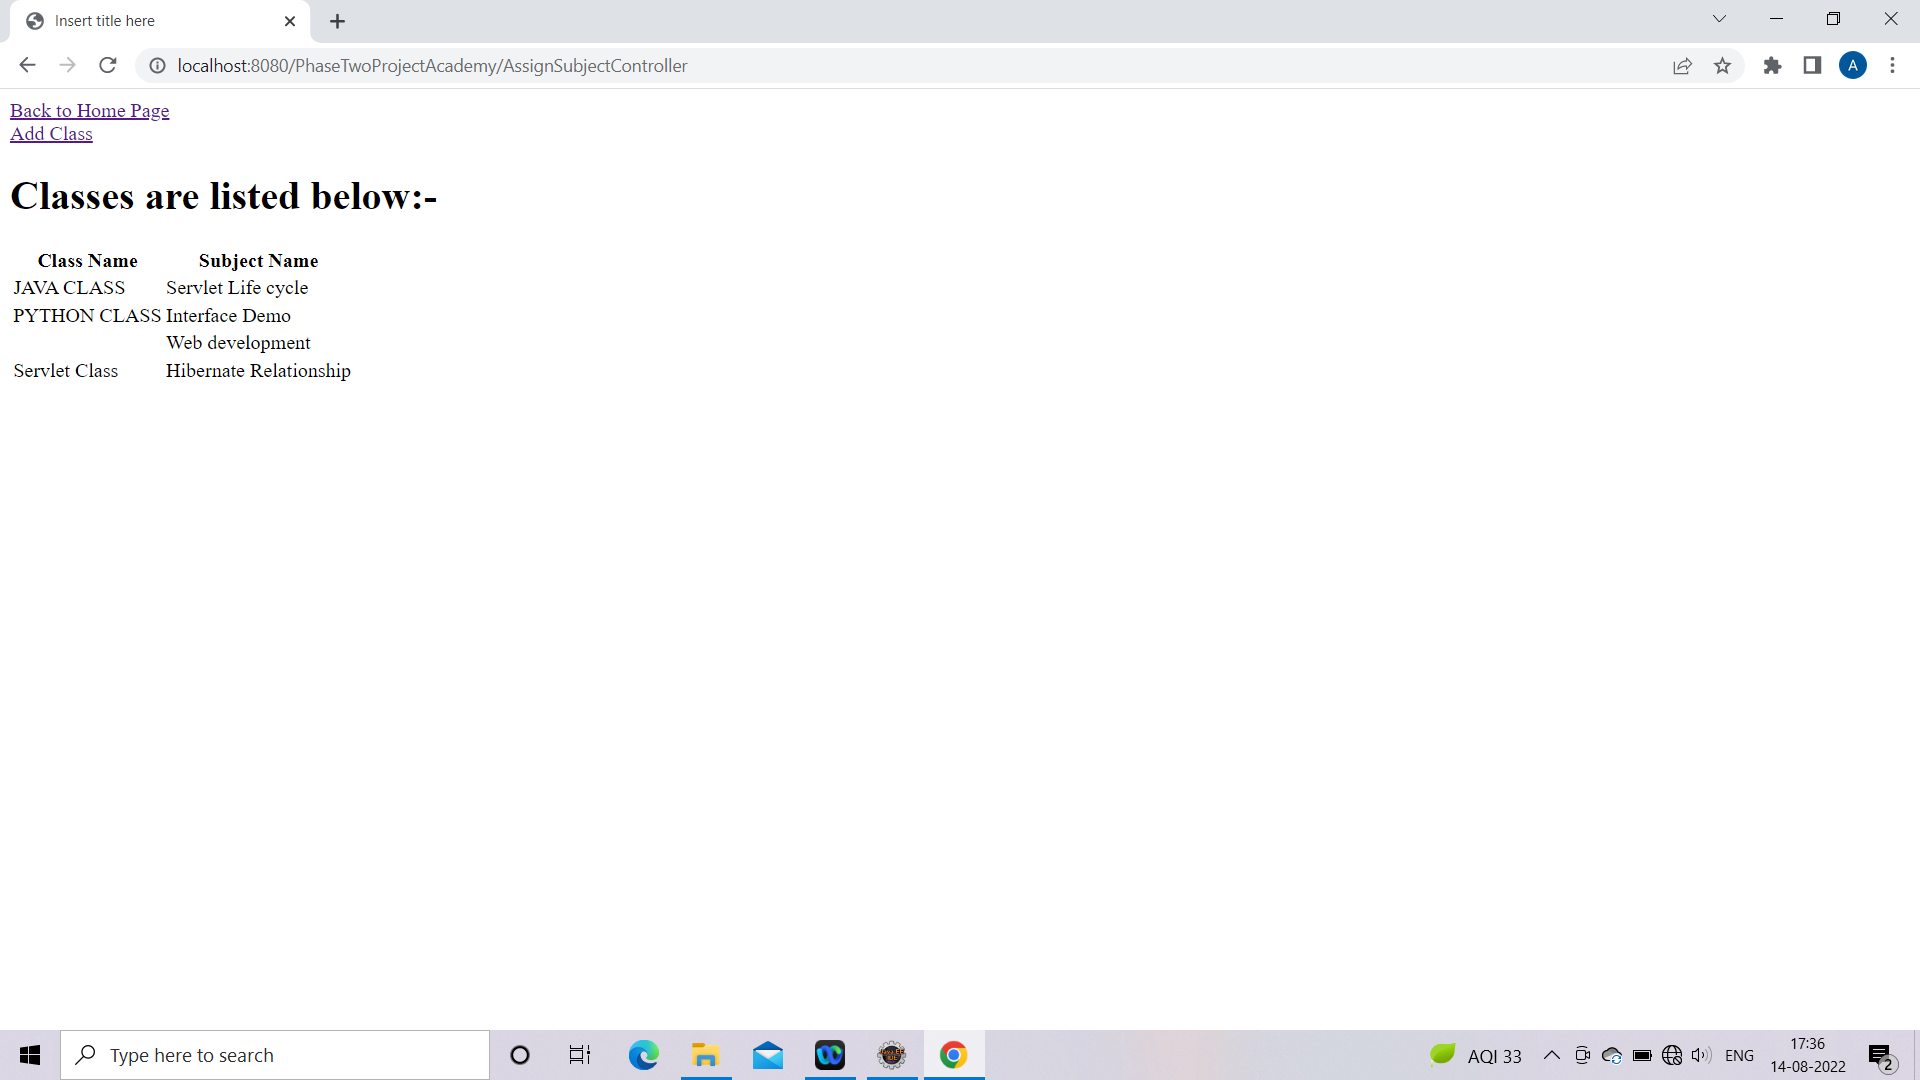 Insert title here
localhost:8080/PhaseTwoProjectAcademy/AssignSubjectController
A
Back to Home Page
Add Class
Classes are listed below:-
Class Name Subject Name
JAVA CLASS Servlet Life cycle
PYTHON CLASS Interface Demo
Web development
Servlet Class Hibernate Relationship
Type here to search
AQI 33
ENG
17:36
14-08-2022
2